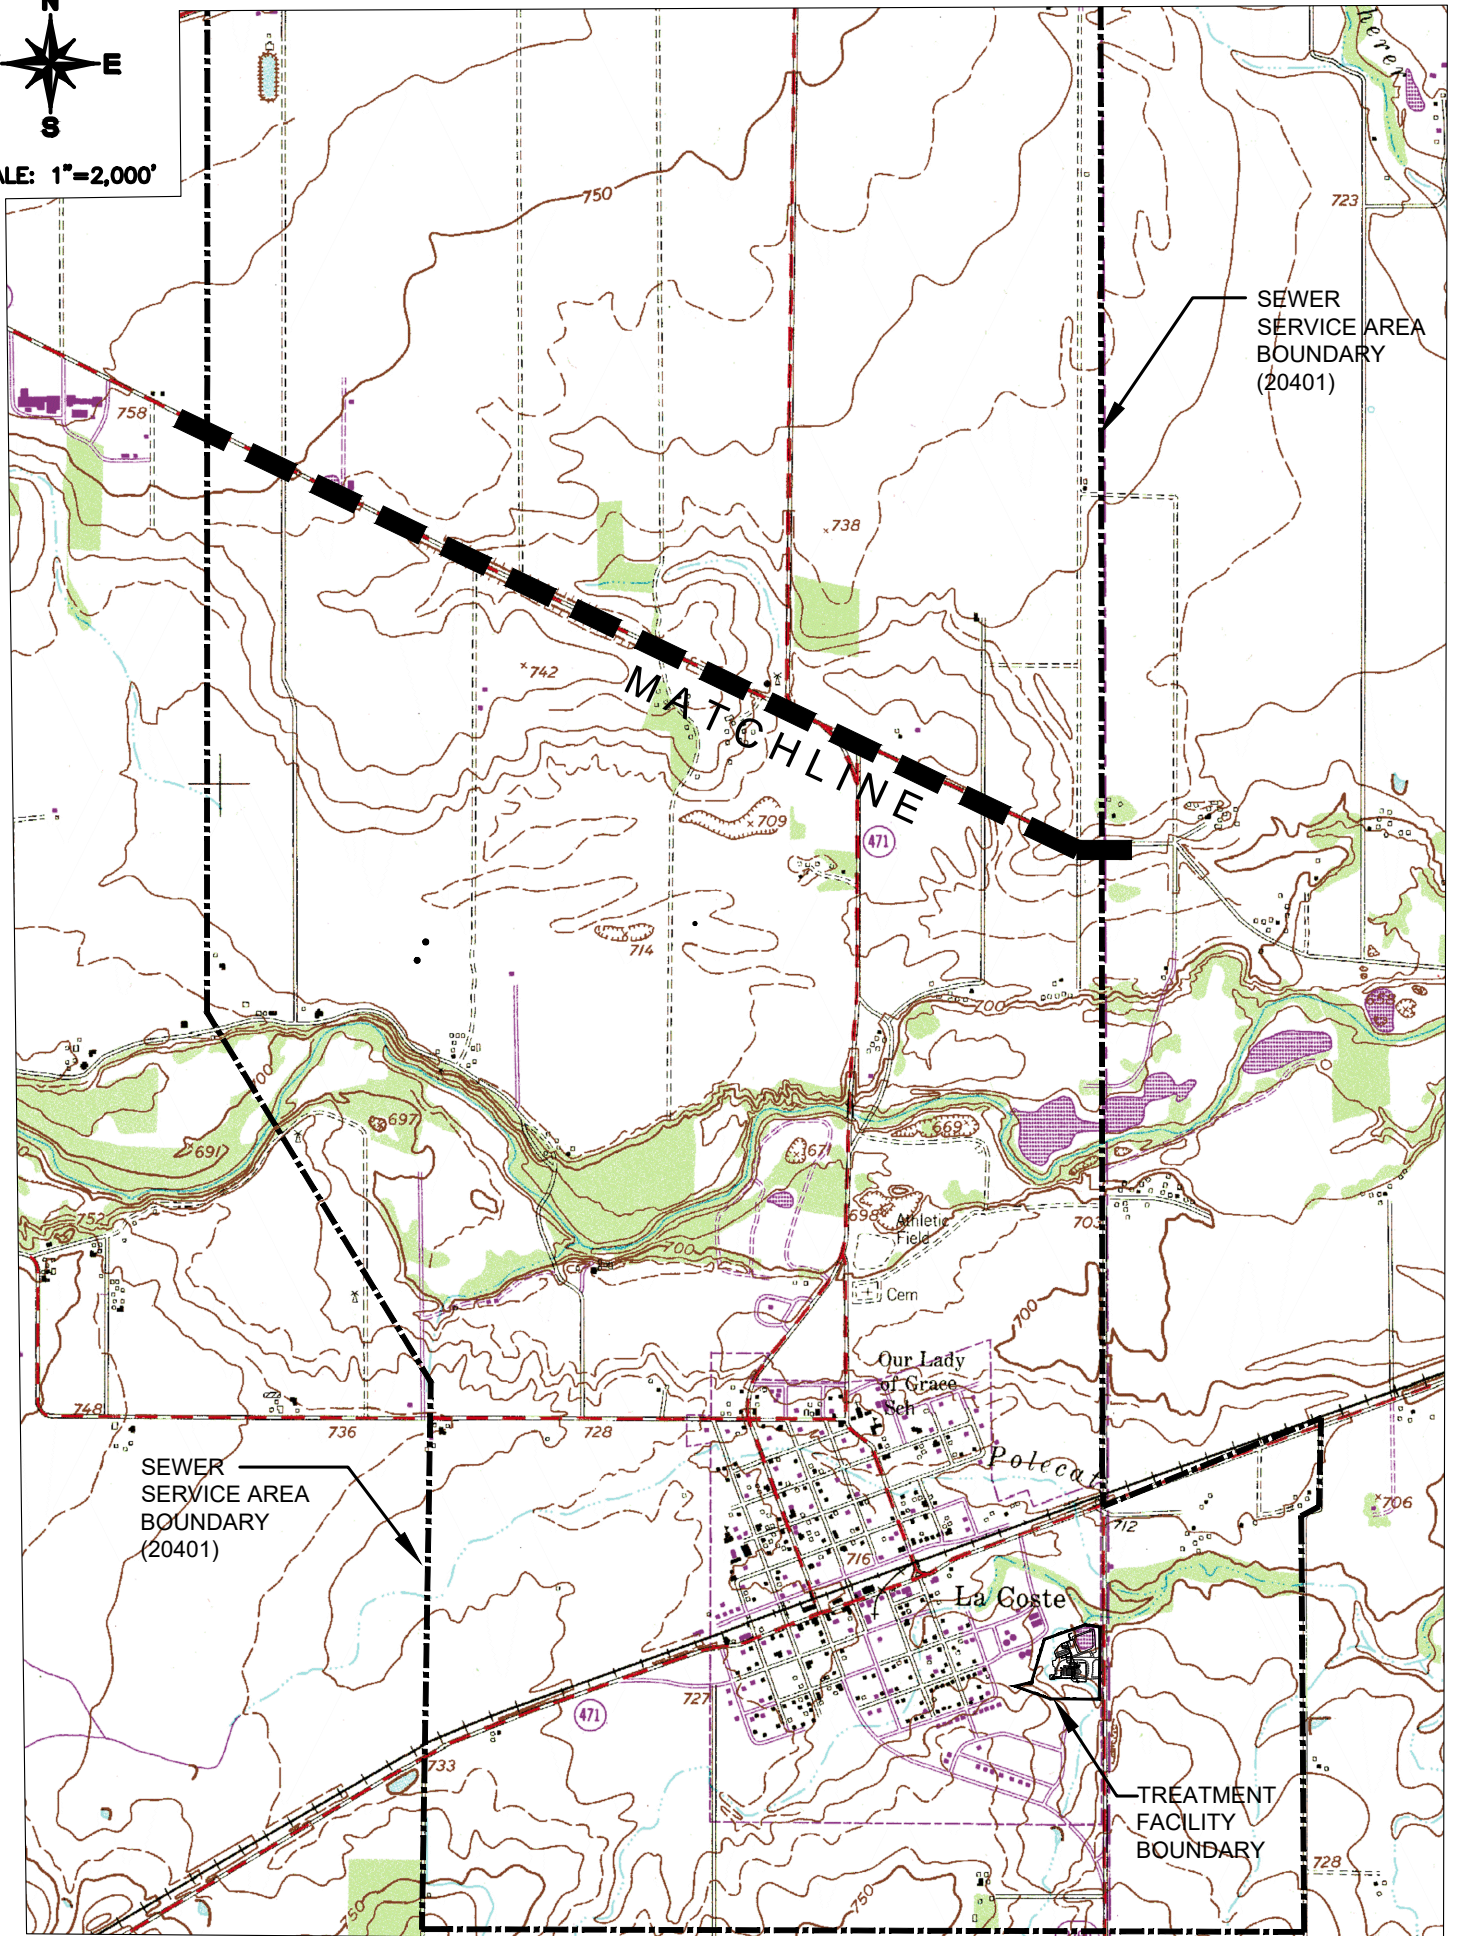 N
E
S
ALE: 1"=2,000'
750
723
SEWER
SERVICE AREA
BOUNDARY
(20401)
758
738
742
MATCHLINE
709
471
714
700
700
697
691
669
67
752
698
Athletic
Field
703
700
Cem
700
Our Lady
of Grace
Sch
748
736
728
Polecat
SEWER
SERVICE AREA
BOUNDARY
(20401)
706
712
716
La Coste
727
471
733
TREATMENT
FACILITY
BOUNDARY
728
750
750